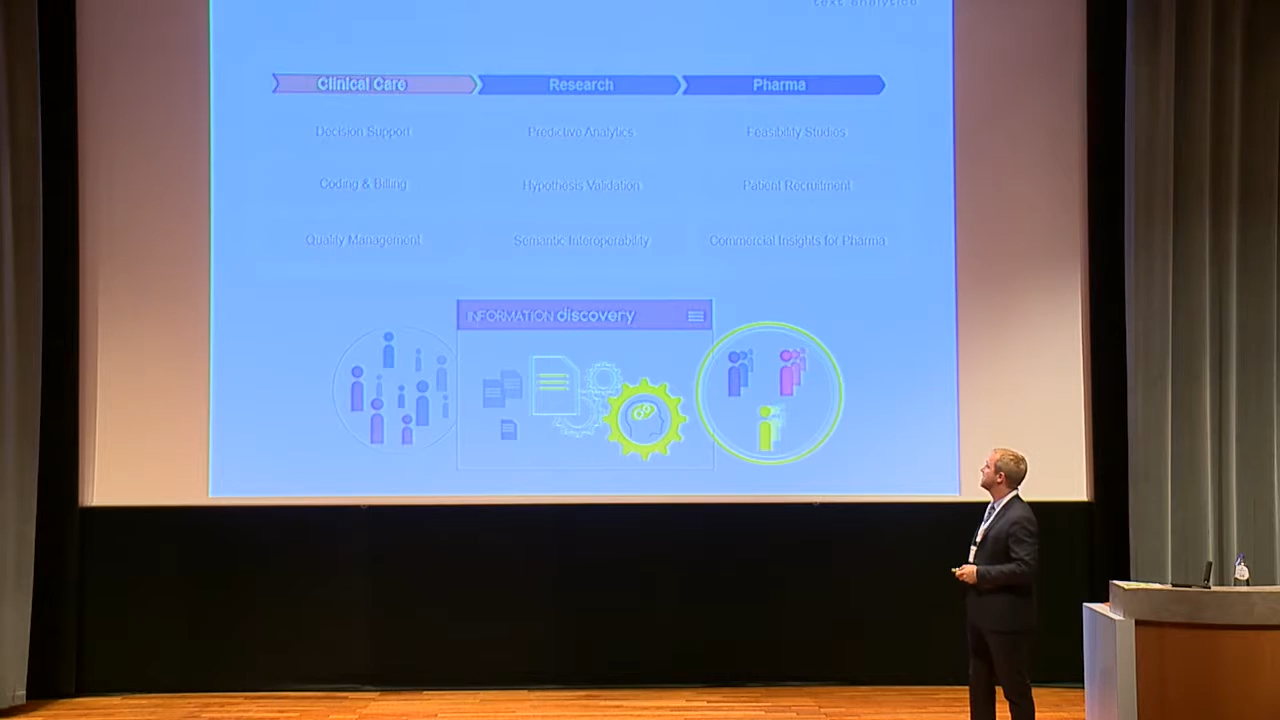 text analytics
Clinical Care Research Pharma
Decision Support Predictive Analytics Feasibility Studies
Coding & Billing Hypothesis Validation Patient Recruitment
Quality Management Semantic Interoperability Commercial Insights for Pharma
INFORMATION discovery